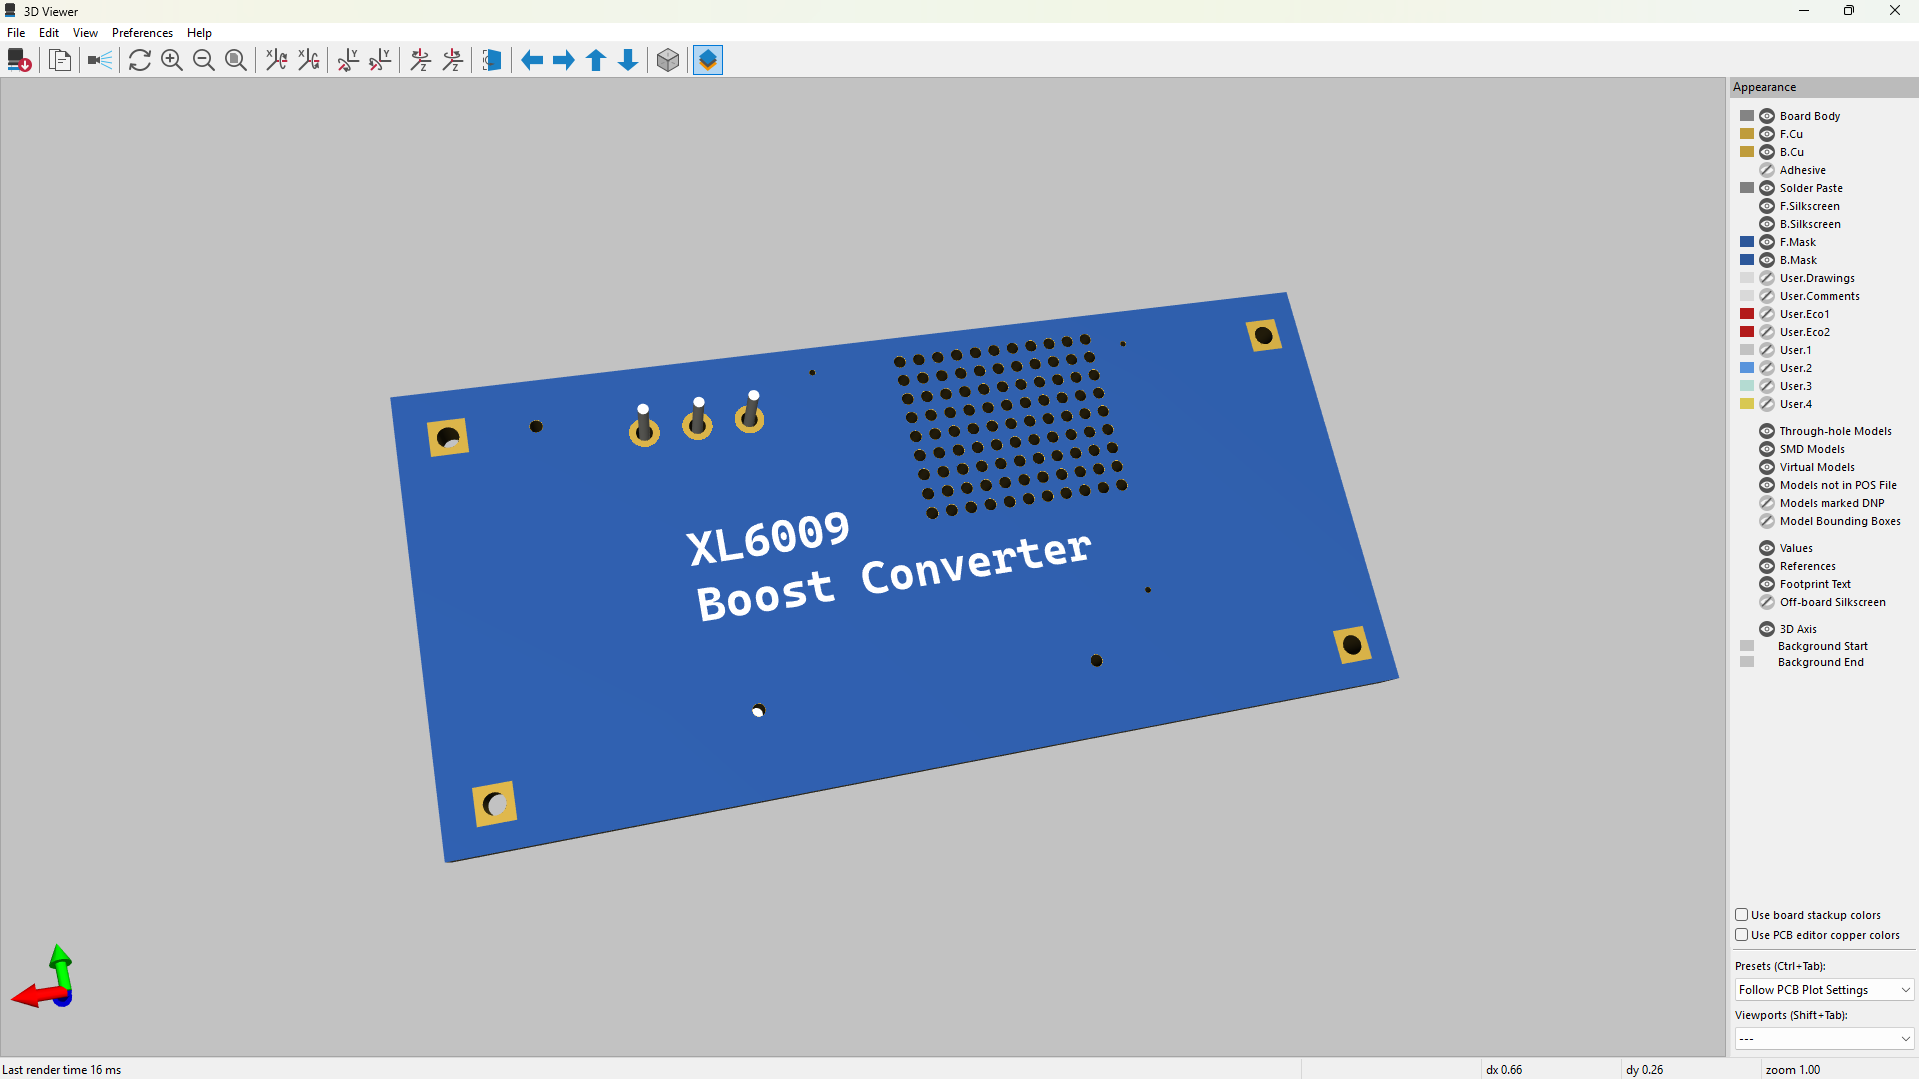 3D Viewer
File Edit View Preferences Help
XL6009
Boost Converter
Appearance
Board Body
F.Cu
B.Cu
Adhesive
Solder Paste
F.Silkscreen
B.Silkscreen
F.Mask
B.Mask
User.Drawings
User.Comments
User.Eco1
User.Eco2
User.1
User.2
User.3
User.4
Through-hole Models
SMD Models
Virtual Models
Models not in POS File
Models marked DNP
Model Bounding Boxes
Values
References
Footprint Text
Off-board Silkscreen
3D Axis
Background Start
Background End
Use board stackup colors
Use PCB editor copper colors
Presets (Ctrl+Tab):
Follow PCB Plot Settings
Viewports (Shift+Tab):
---
Last render time 16 ms
dx 0.66
dy 0.26
zoom 1.00